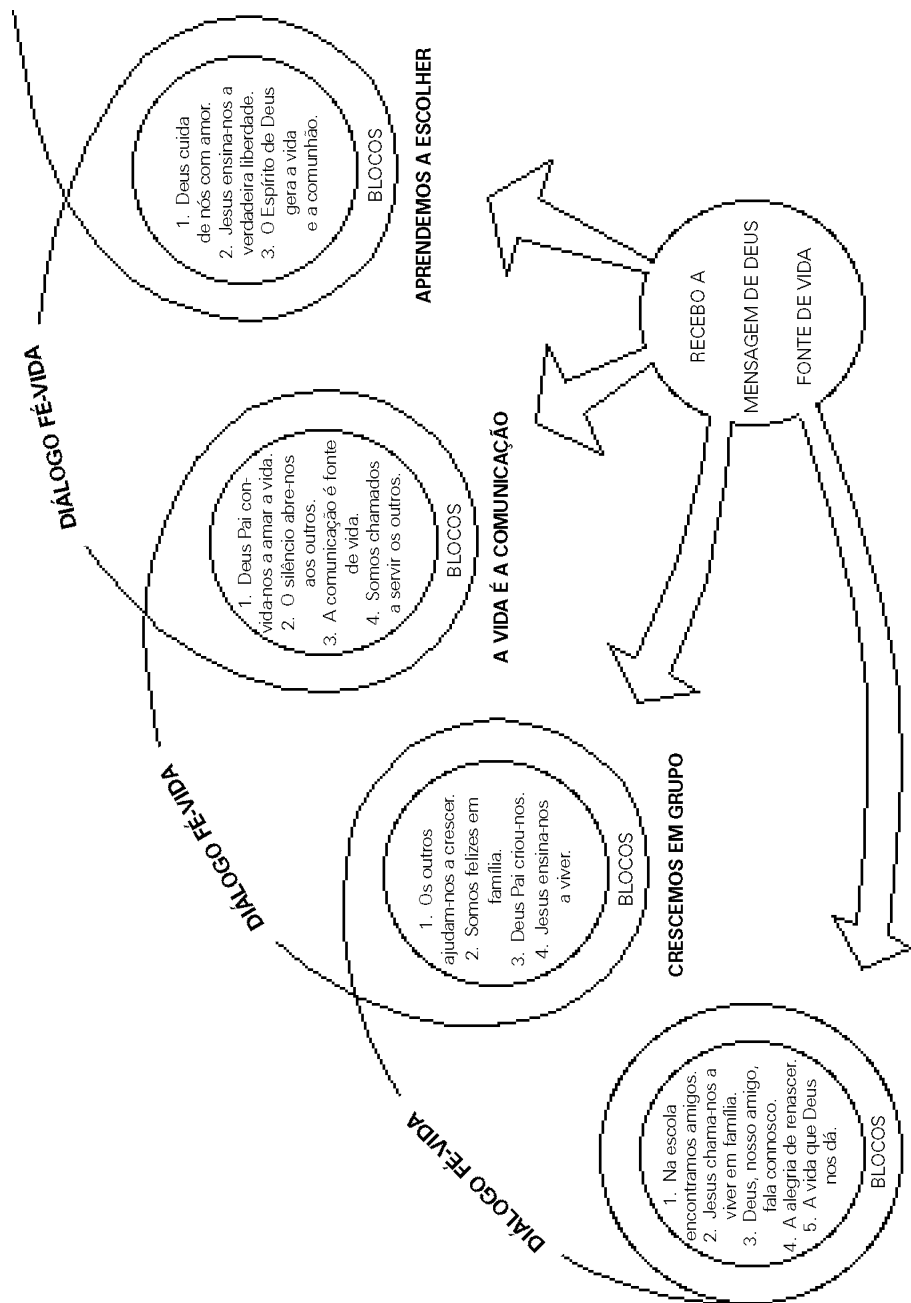 DIÁLOGO FÉ-VIDA
DIÁLOGO FÉ-VIDA
DIÁLOGO FÉ-VIDA
1. Na escola
encontramos amigos.
2. Jesus chama-nos a
viver em família.
3. Deus, nosso amigo,
fala connosco.
4. A alegria de renascer.
5. A vida que Deus
nos dá.
BLOCOS
1. Os outros
ajudam-nos a crescer.
2. Somos felizes em
família.
3. Deus Pai criou-nos.
4. Jesus ensina-nos
a viver.
BLOCOS
CRESCEMOS EM GRUPO
1. Deus Pai con-
vida-nos a amar a vida.
2. O silêncio abre-nos
aos outros.
3. A comunicação é fonte
de vida.
4. Somos chamados
a servir os outros.
BLOCOS
A VIDA É A COMUNICAÇÃO
1. Deus cuida
de nós com amor.
2. Jesus ensina-nos a
verdadeira liberdade.
3. O Espírito de Deus
gera a vida
e a comunhão.
BLOCOS
APRENDEMOS A ESCOLHER
RECEBO A
MENSAGEM DE DEUS
FONTE DE VIDA